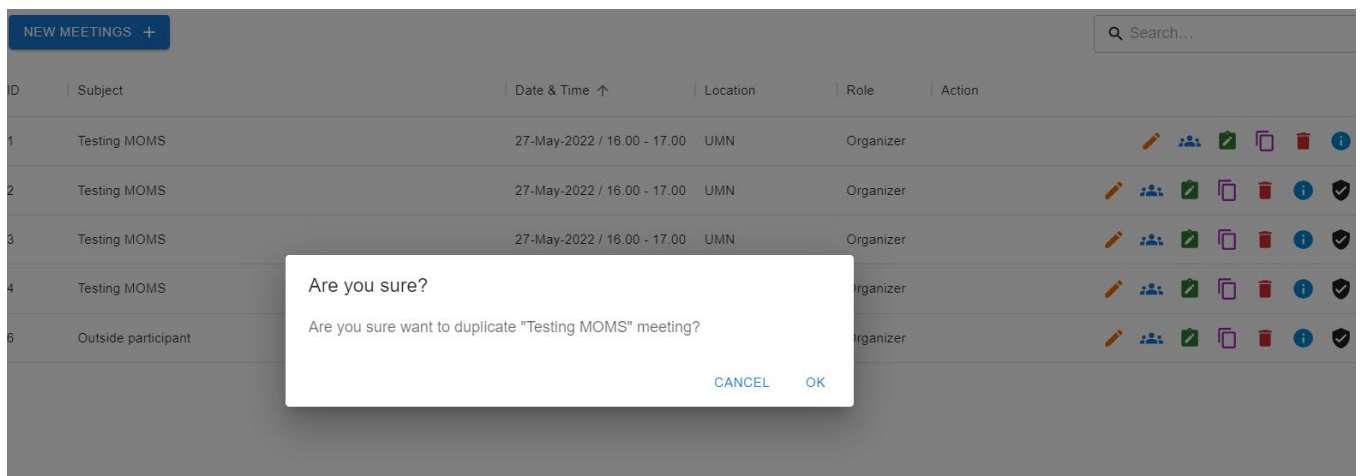 NEW MEETINGS +
Search...
ID Subject Date & Time ↑ Location Role Action
1 Testing MOMS 27-May-2022 / 16.00 - 17.00 UMN Organizer
2 Testing MOMS 27-May-2022 / 16.00 - 17.00 UMN Organizer
3 Testing MOMS 27-May-2022 / 16.00 - 17.00 UMN Organizer
4 Testing MOMS rganizer
6 Outside participant rganizer
Are you sure?
Are you sure want to duplicate "Testing MOMS" meeting?
CANCEL OK